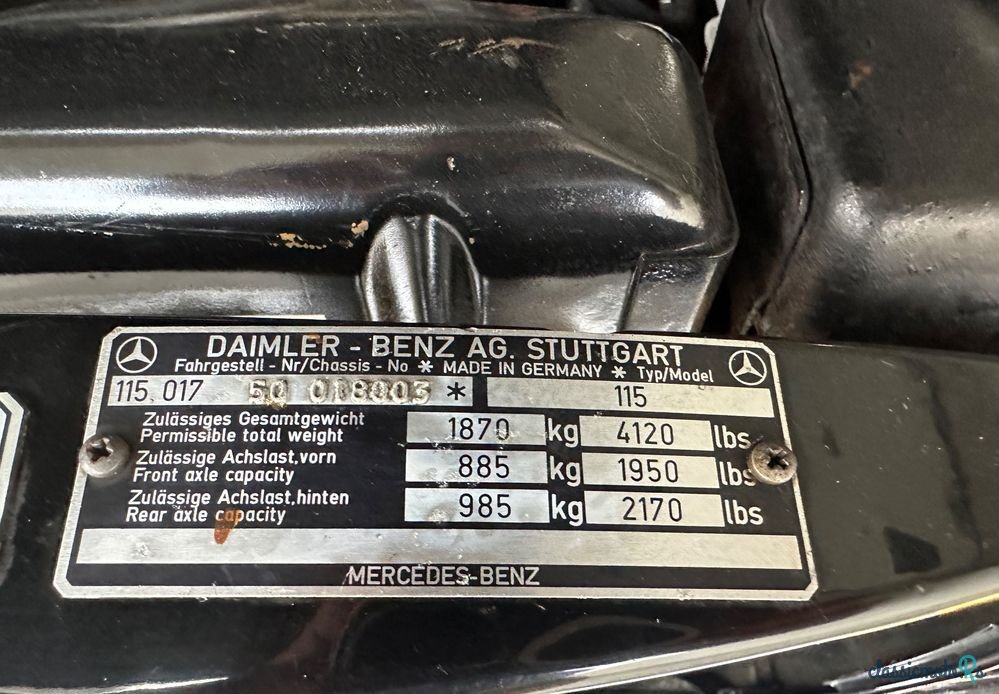 DAIMLER - BENZ AG. STUTTGART
Fahrgestell - Nr/Chassis - No * MADE IN GERMANY * Typ/Model
115. 017 50 018003 * 115
Zulässiges Gesamtgewicht
Permissible total weight 1870 kg 4120 lbs
Zulässige Achslast,vorn
Front axle capacity 885 kg 1950 lbs
Zulässige Achslast,hinten
Rear axle capacity 985 kg 2170 lbs
MERCEDES-BENZ